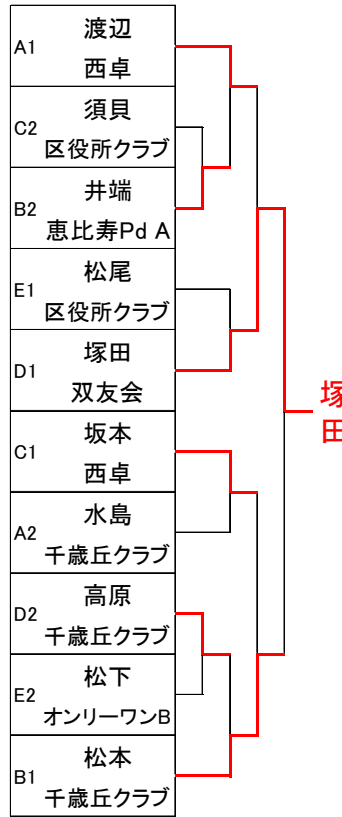 A1
渡辺
西卓
C2
須貝
区役所クラブ
B2
井端
恵比寿Pd A
E1
松尾
区役所クラブ
D1
塚田
双友会
C1
坂本
西卓
A2
水島
千歳丘クラブ
D2
高原
千歳丘クラブ
E2
松下
オンリーワンB
B1
松本
千歳丘クラブ
塚
田